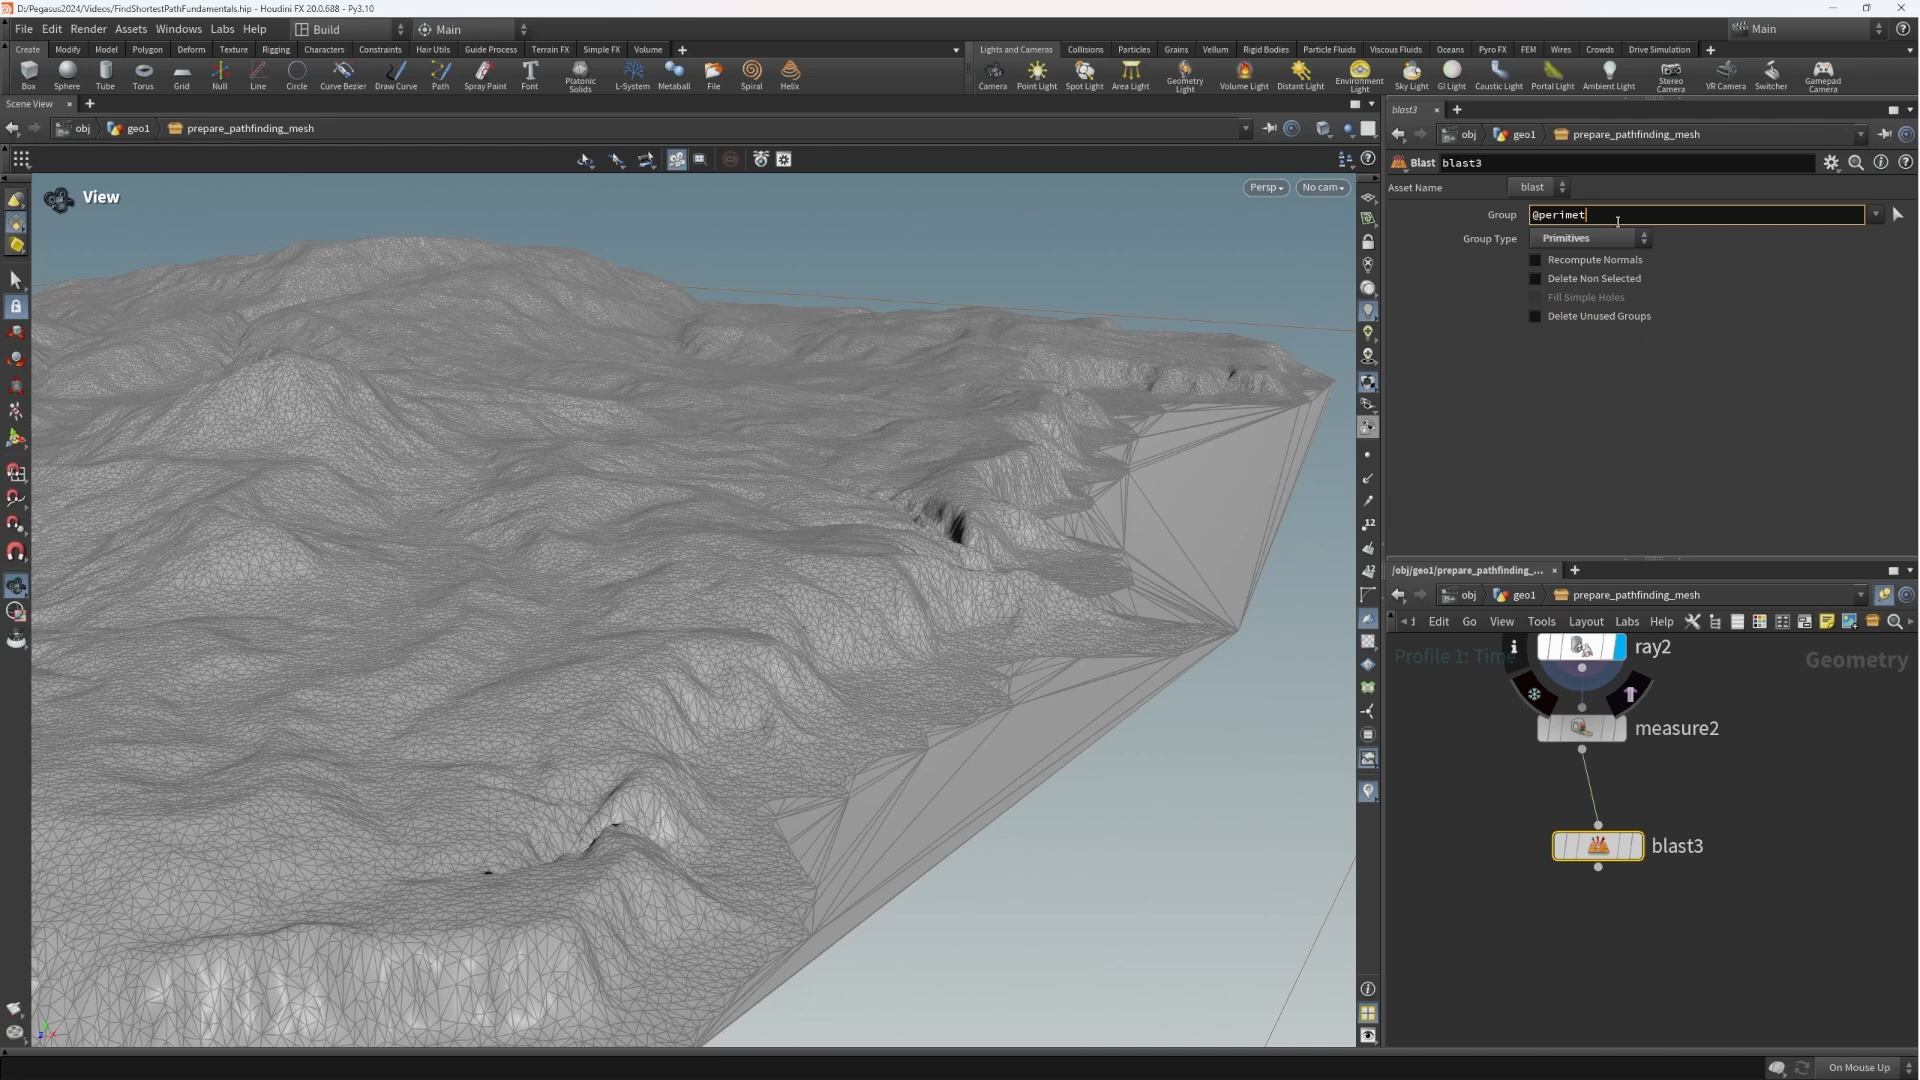 D:/Pegasus2024/Videos/FindShortestPathFundamentals.hip - Houdini FX 20.0.688 - Py3.10
File Edit Render Assets Windows Labs Help Build Main Main
Create Modify Model Polygon Deform Texture Rigging Characters Constraints Hair Utils Guide Process Terrain FX Simple FX Volume
Lights and Cameras Collisions Particles Grains Vellum Rigid Bodies Particle Fluids Viscous Fluids Oceans Pyro FX FEM Wires Crowds Drive Simulation
Box Sphere Tube Torus Grid Null Line Circle Curve Bezier Draw Curve Path Spray Paint Font Platonic Solids L-System Metaball File Spiral Helix
Camera Point Light Spot Light Area Light Geometry Light Volume Light Distant Light Environment Light Sky Light GI Light Caustic Light Portal Light Ambient Light Stereo Camera VR Camera Switcher Gamepad Camera
Scene View
obj geo1 prepare_pathfinding_mesh
View
Persp No cam
blast3
obj geo1 prepare_pathfinding_mesh
Blast blast3
Asset Name blast
Group @perimet
Group Type Primitives
Recompute Normals
Delete Non Selected
Fill Simple Holes
Delete Unused Groups
/obj/geo1/prepare_pathfinding_...
obj geo1 prepare_pathfinding_mesh
Edit Go View Tools Layout Labs Help
Profile 1: Time
Geometry
ray2
measure2
blast3
12
12
z x
On Mouse Up